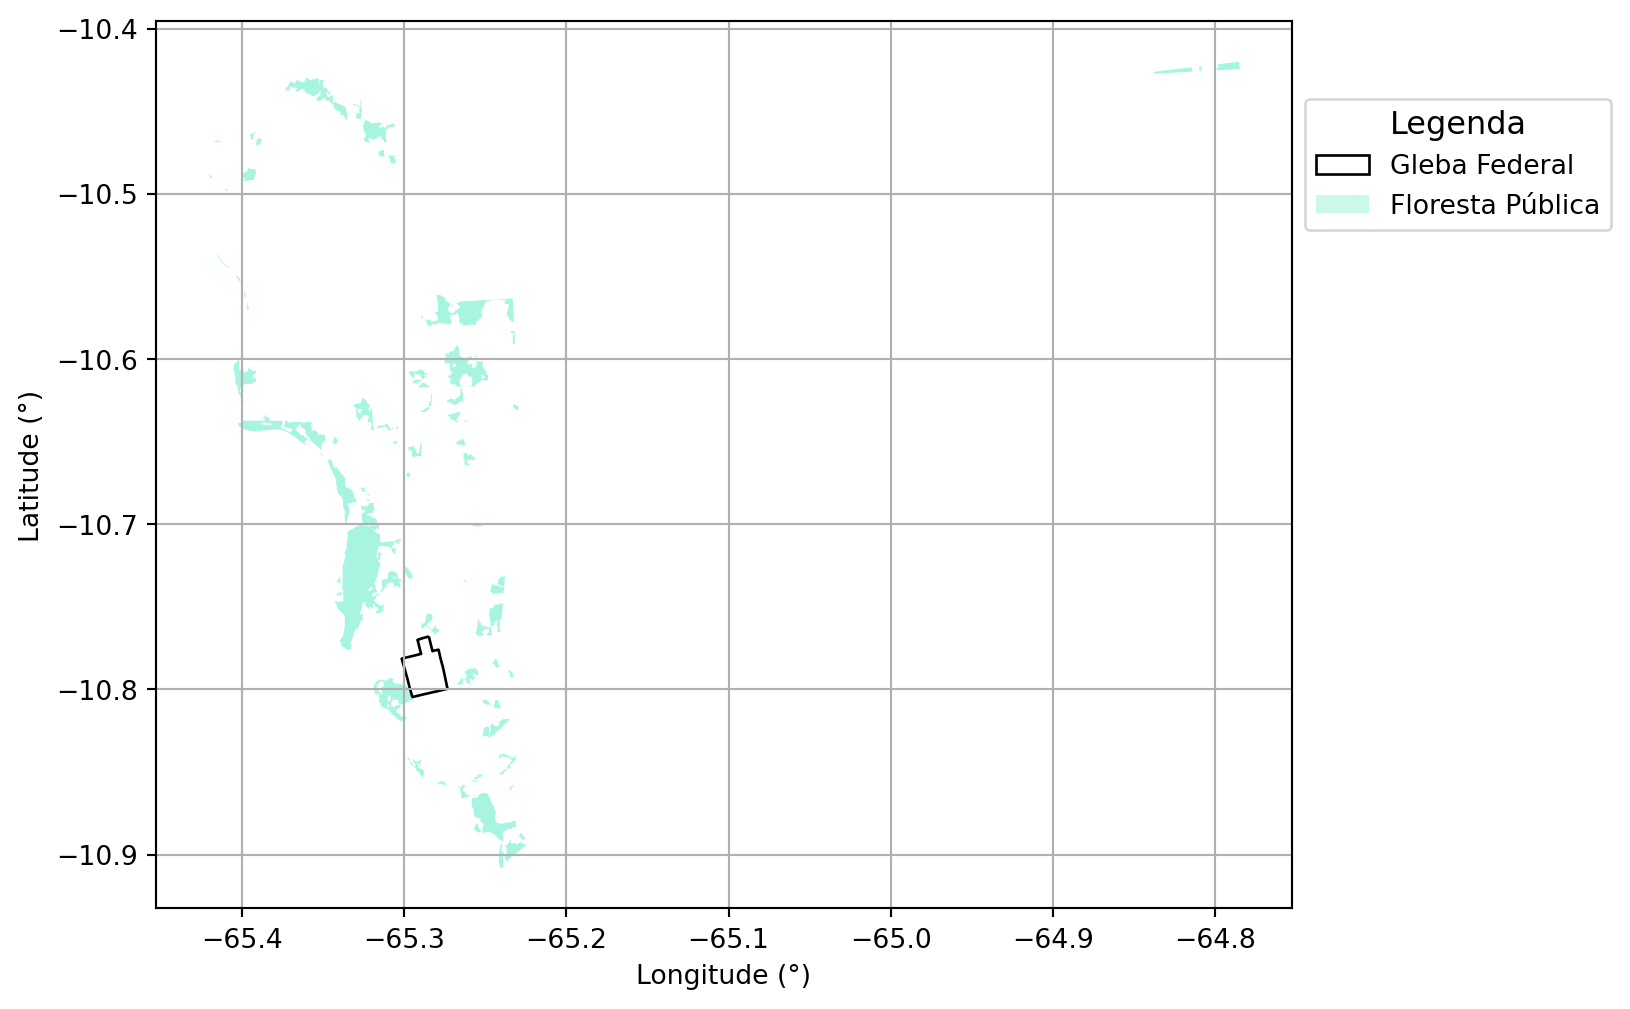 −10.4
−10.5
−10.6
−10.7
−10.8
−10.9
Latitude (°)
−65.4 −65.3 −65.2 −65.1 −65.0 −64.9 −64.8
Longitude (°)
Legenda
Gleba Federal
Floresta Pública